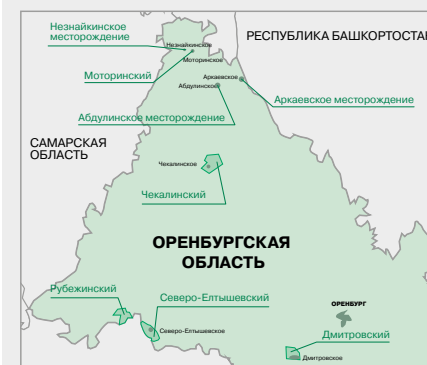 Незнайкинское
месторождение
РЕСПУБЛИКА БАШКОРТОСТАН
Незнайкинское
Моторинское
Моторинский
Аркаевское
Абдулинское
Аркаевское месторождение
Абдулинское месторождение
САМАРСКАЯ
ОБЛАСТЬ
Чекалинское
Чекалинский
ОРЕНБУРГСКАЯ
ОБЛАСТЬ
Рубежинский
Северо-Елтышевский
ОРЕНБУРГ
Северо-Елтышевское
Дмитровский
Дмитровское